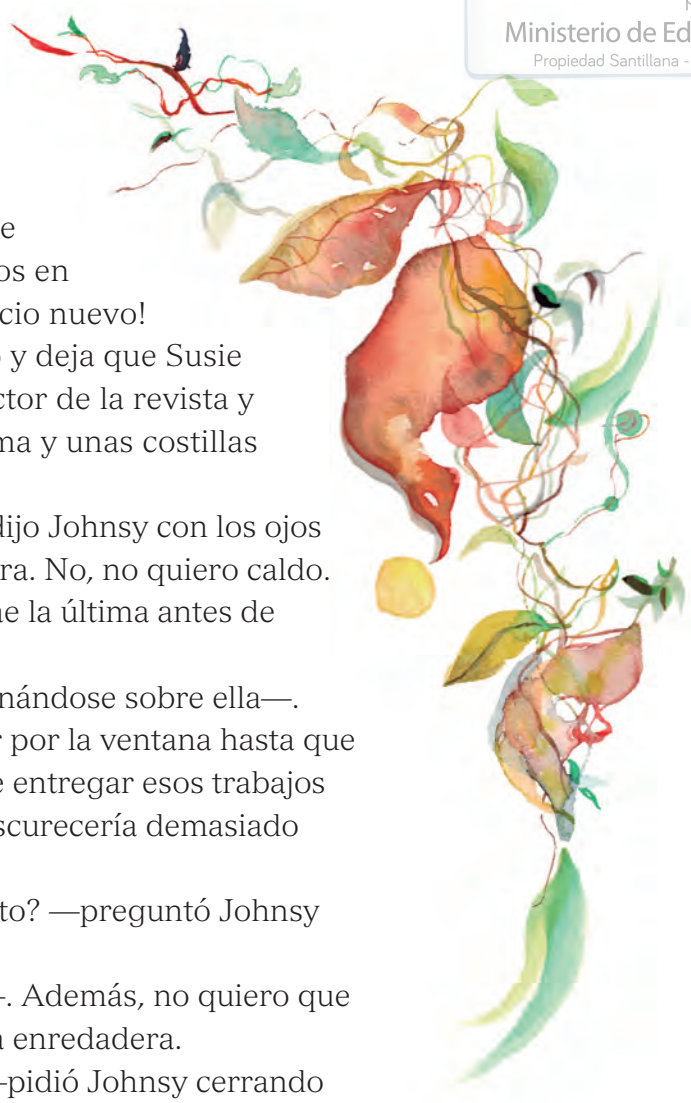 Ministerio de Ed
Propiedad Santillana -
e
os en
cio nuevo!
y deja que Susie
ctor de la revista y
ma y unas costillas
dijo Johnsy con los ojos
ra. No, no quiero caldo.
e la última antes de
nándose sobre ella—.
r por la ventana hasta que
e entregar esos trabajos
scurecería demasiado
to? —preguntó Johnsy
. Además, no quiero que
a enredadera.
pidió Johnsy cerrando